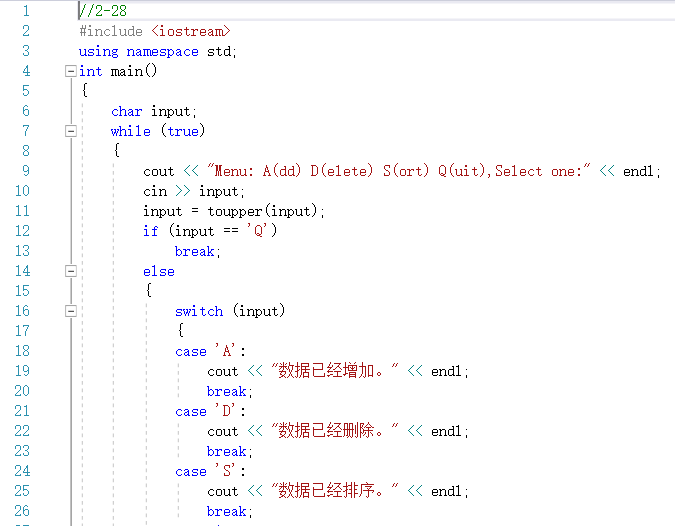 1 //2-28
2 #include <iostream>
3 using namespace std;
4 int main()
5 {
6 char input;
7 while (true)
8 {
9 cout << "Menu: A(dd) D(elete) S(ort) Q(uit),Select one:" << endl;
10 cin >> input;
11 input = toupper(input);
12 if (input == 'Q')
13 break;
14 else
15 {
16 switch (input)
17 {
18 case 'A':
19 cout << "数据已经增加。" << endl;
20 break;
21 case 'D':
22 cout << "数据已经删除。" << endl;
23 break;
24 case 'S':
25 cout << "数据已经排序。" << endl;
26 break;